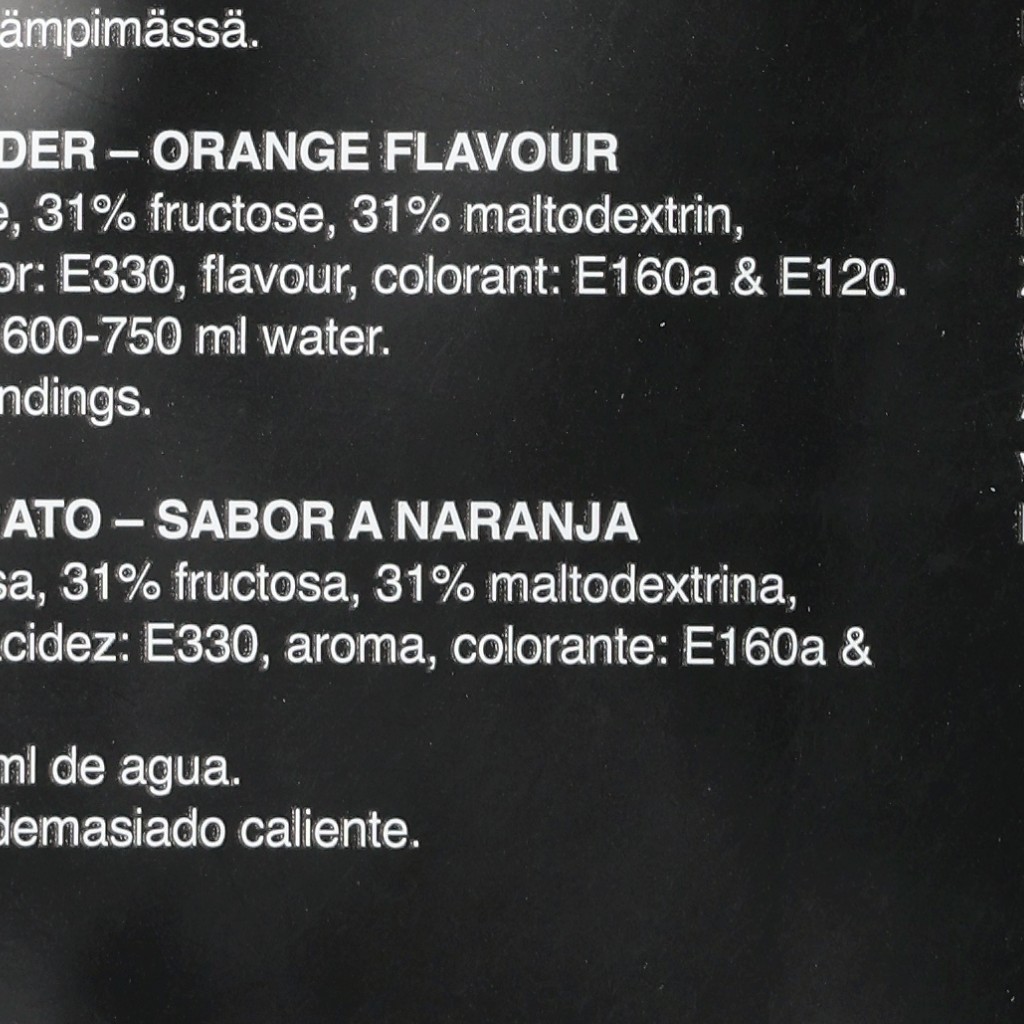 ämpimässä.
DER – ORANGE FLAVOUR
e, 31% fructose, 31% maltodextrin,
or: E330, flavour, colorant: E160a & E120.
600-750 ml water.
ndings.
ATO – SABOR A NARANJA
sa, 31% fructosa, 31% maltodextrina,
cidez: E330, aroma, colorante: E160a &
ml de agua.
demasiado caliente.